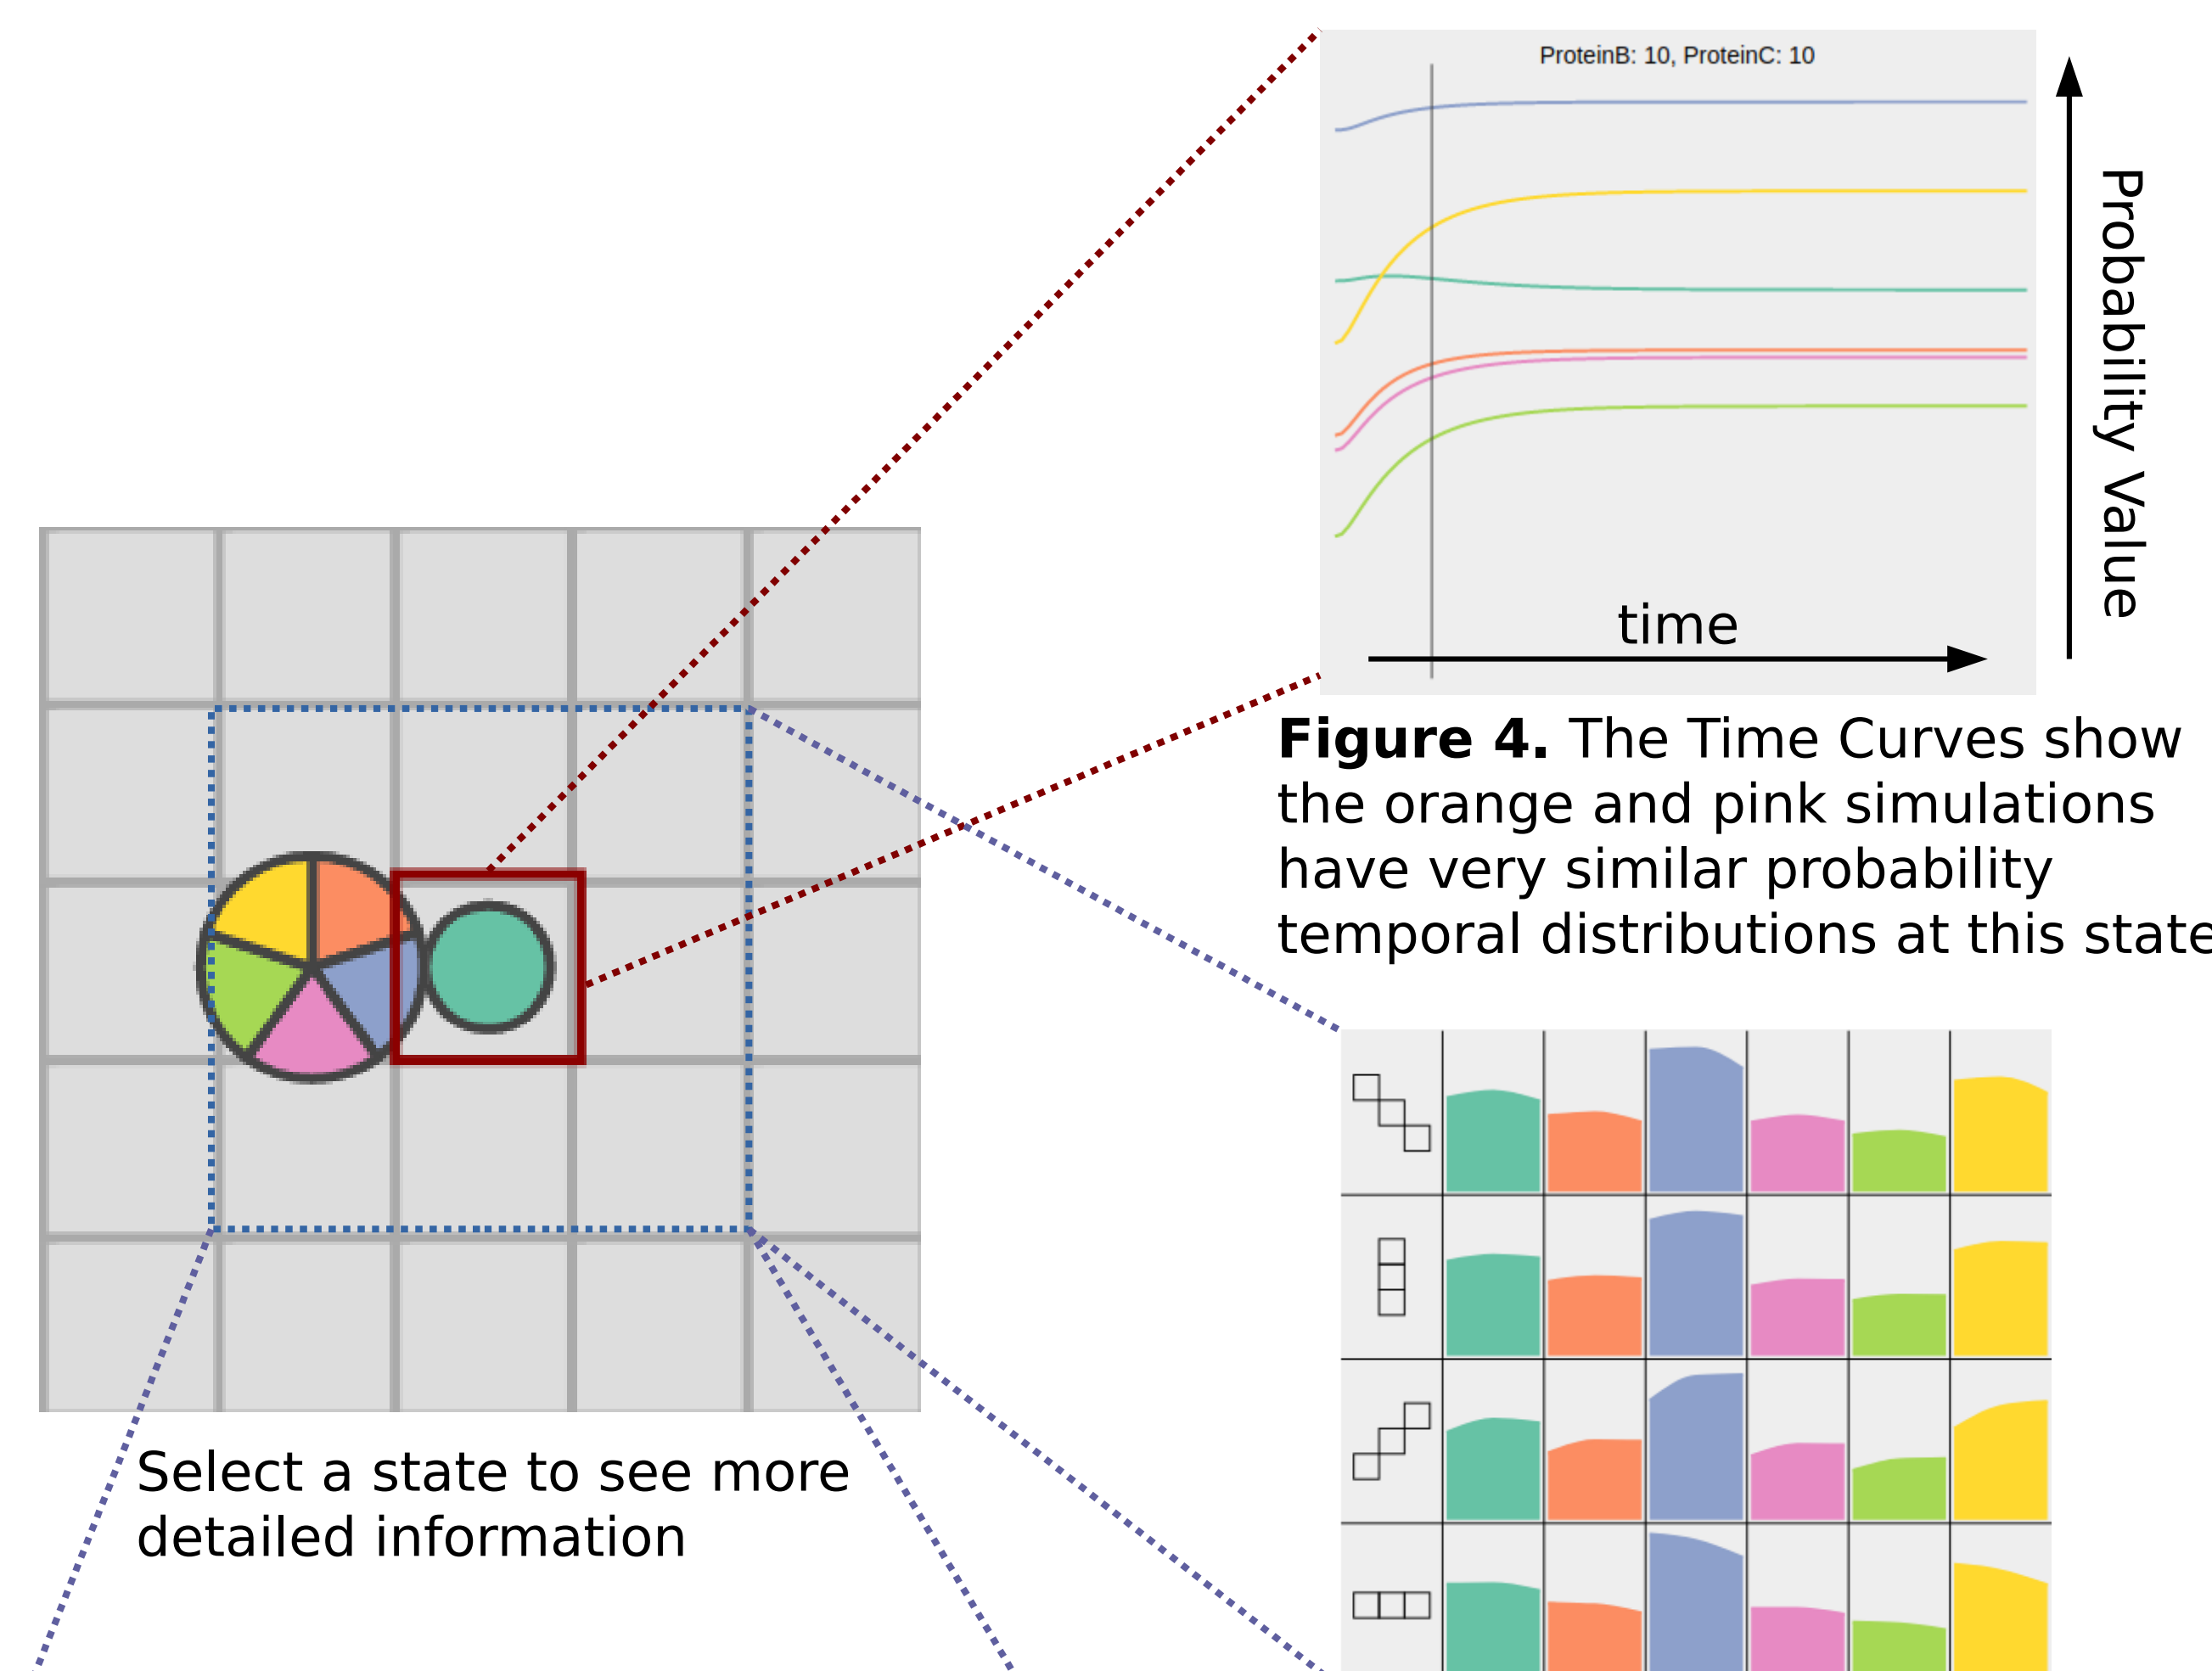 ProteinB: 10, ProteinC: 10
Probability Value
time
Figure 4. The Time Curves show
the orange and pink simulations
have very similar probability
temporal distributions at this state
Select a state to see more
detailed information